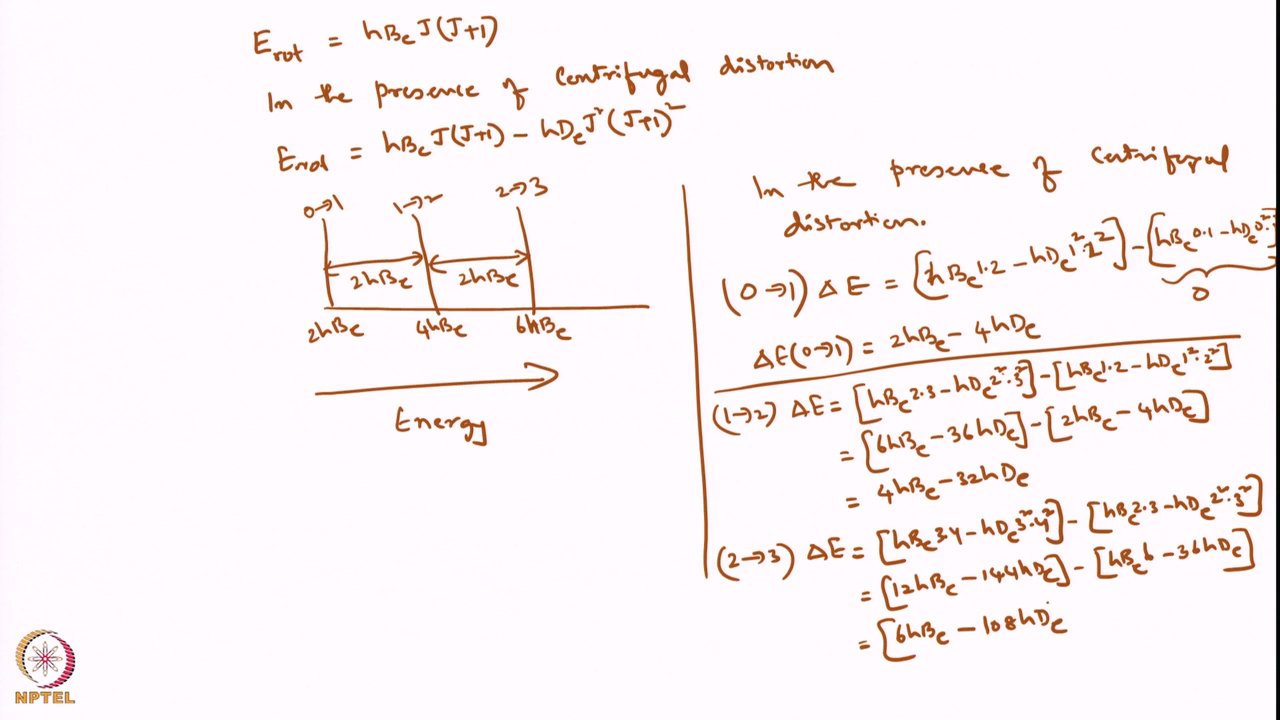 E_rot = hB_e J(J+1)
In the presence of Centrifugal distortion
E_rot = hB_e J(J+1) - hD_e J²(J+1)²
0→1 1→2 2→3
2hB_e 2hB_e
2hB_e 4hB_e 6hB_e
Energy
In the presence of Centrifugal
distortion.
(0→1) ΔE = [hB_e 1·2 - hD_e 1²·2²] - [hB_e 0·1 - hD_e 0²·
0
ΔE(0→1) = 2hB_e - 4hD_e
(1→2) ΔE = [hB_e 2·3 - hD_e 2²·3²] - [hB_e 1·2 - hD_e 1²·2²]
= [6hB_e - 36hD_e] - [2hB_e - 4hD_e]
= 4hB_e - 32hD_e
(2→3) ΔE = [hB_e 3·4 - hD_e 3²·4²] - [hB_e 2·3 - hD_e 2²·3²]
= [12hB_e - 144hD_e] - [hB_e 6 - 36hD_e]
= [6hB_e - 108hD_e
NPTEL